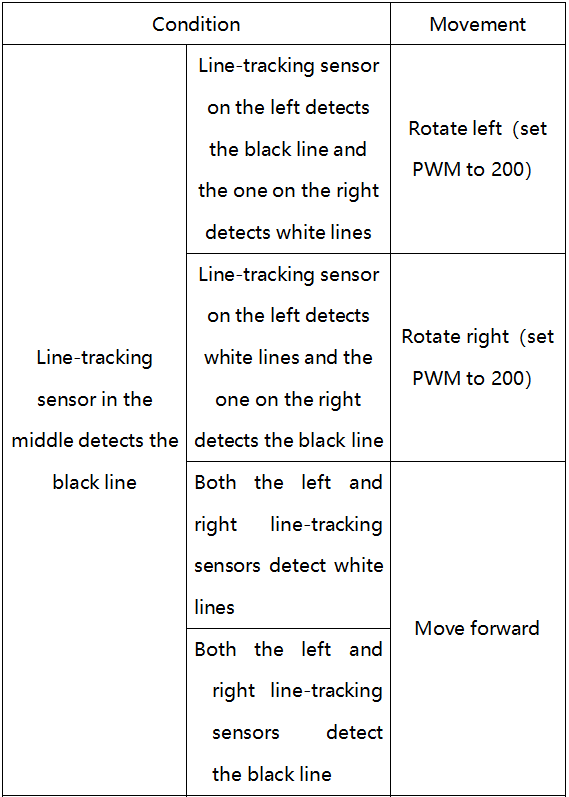 Condition
Movement
Line-tracking
sensor in the
middle detects the
black line
Line-tracking sensor
on the left detects
the black line and
the one on the right
detects white lines
Rotate left（set
PWM to 200）
Line-tracking sensor
on the left detects
white lines and the
one on the right
detects the black line
Rotate right（set
PWM to 200）
Both the left and
right line-tracking
sensors detect white
lines
Both the left and
right line-tracking
sensors detect
the black line
Move forward